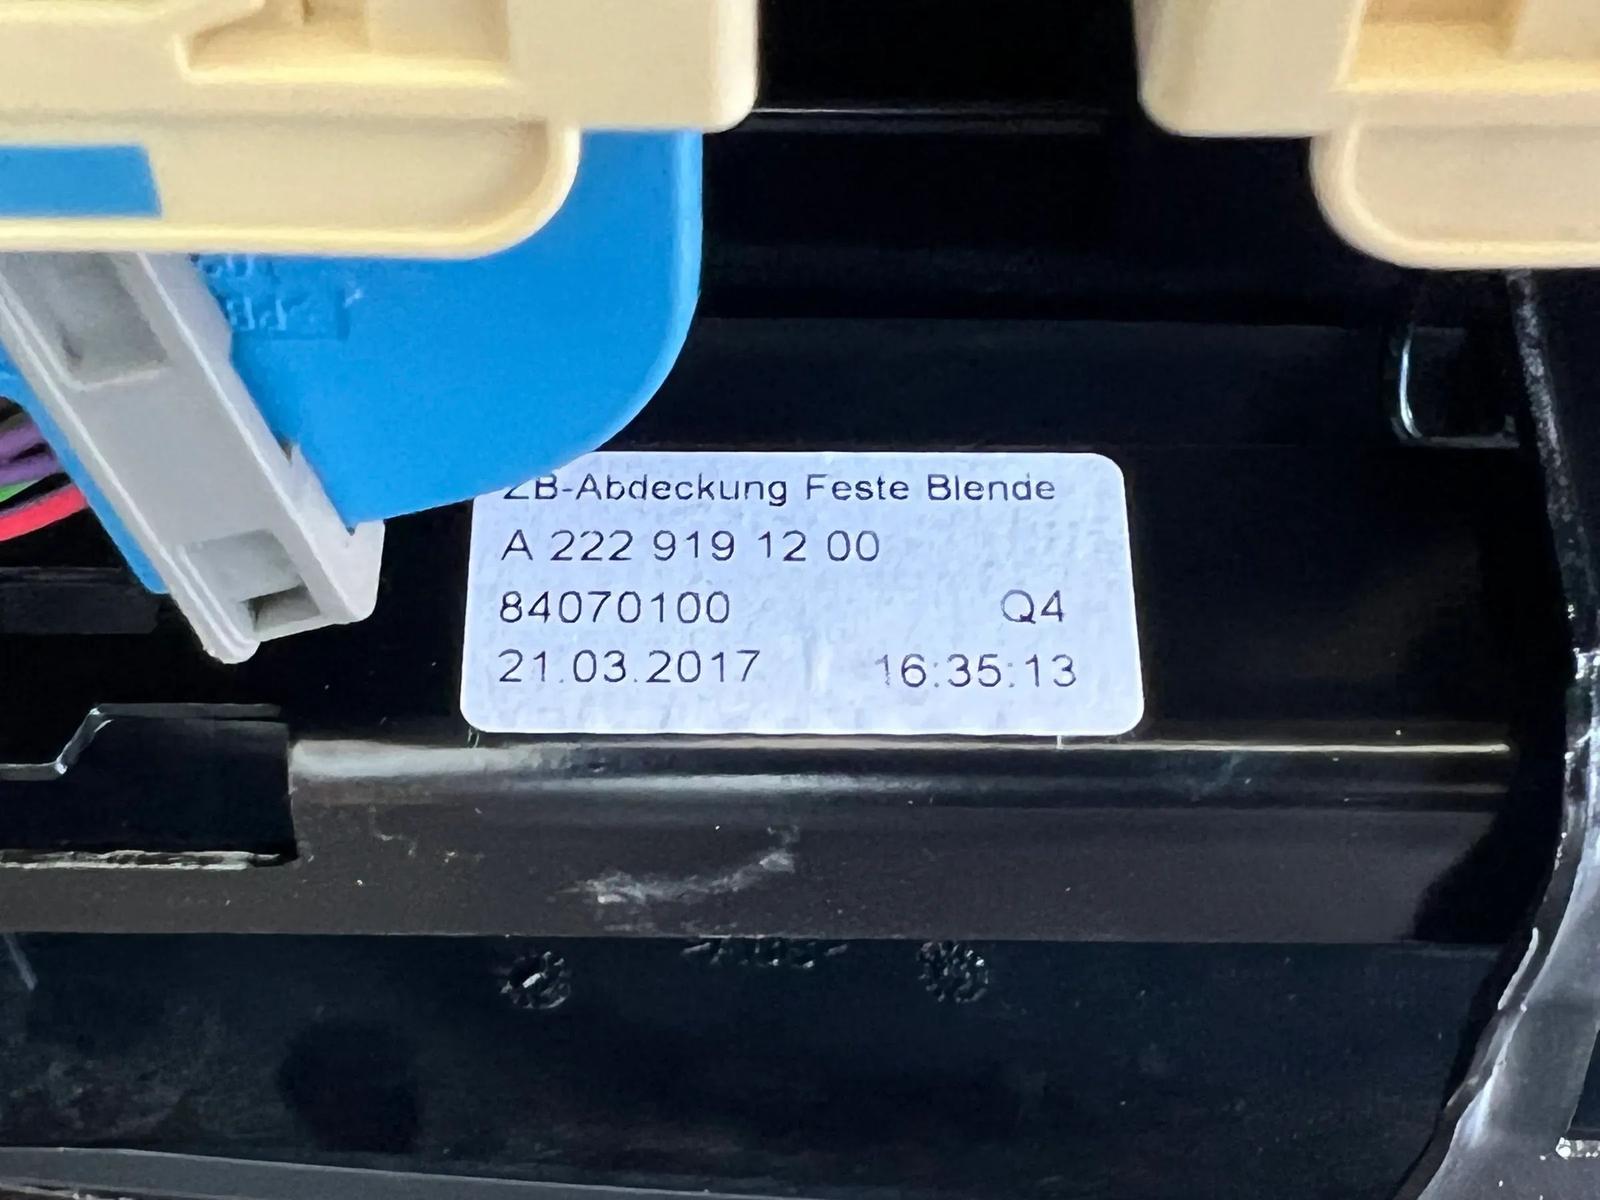 ZB-Abdeckung Feste Blende
A 222 919 12 00
84070100 Q4
21.03.2017 16:35:13